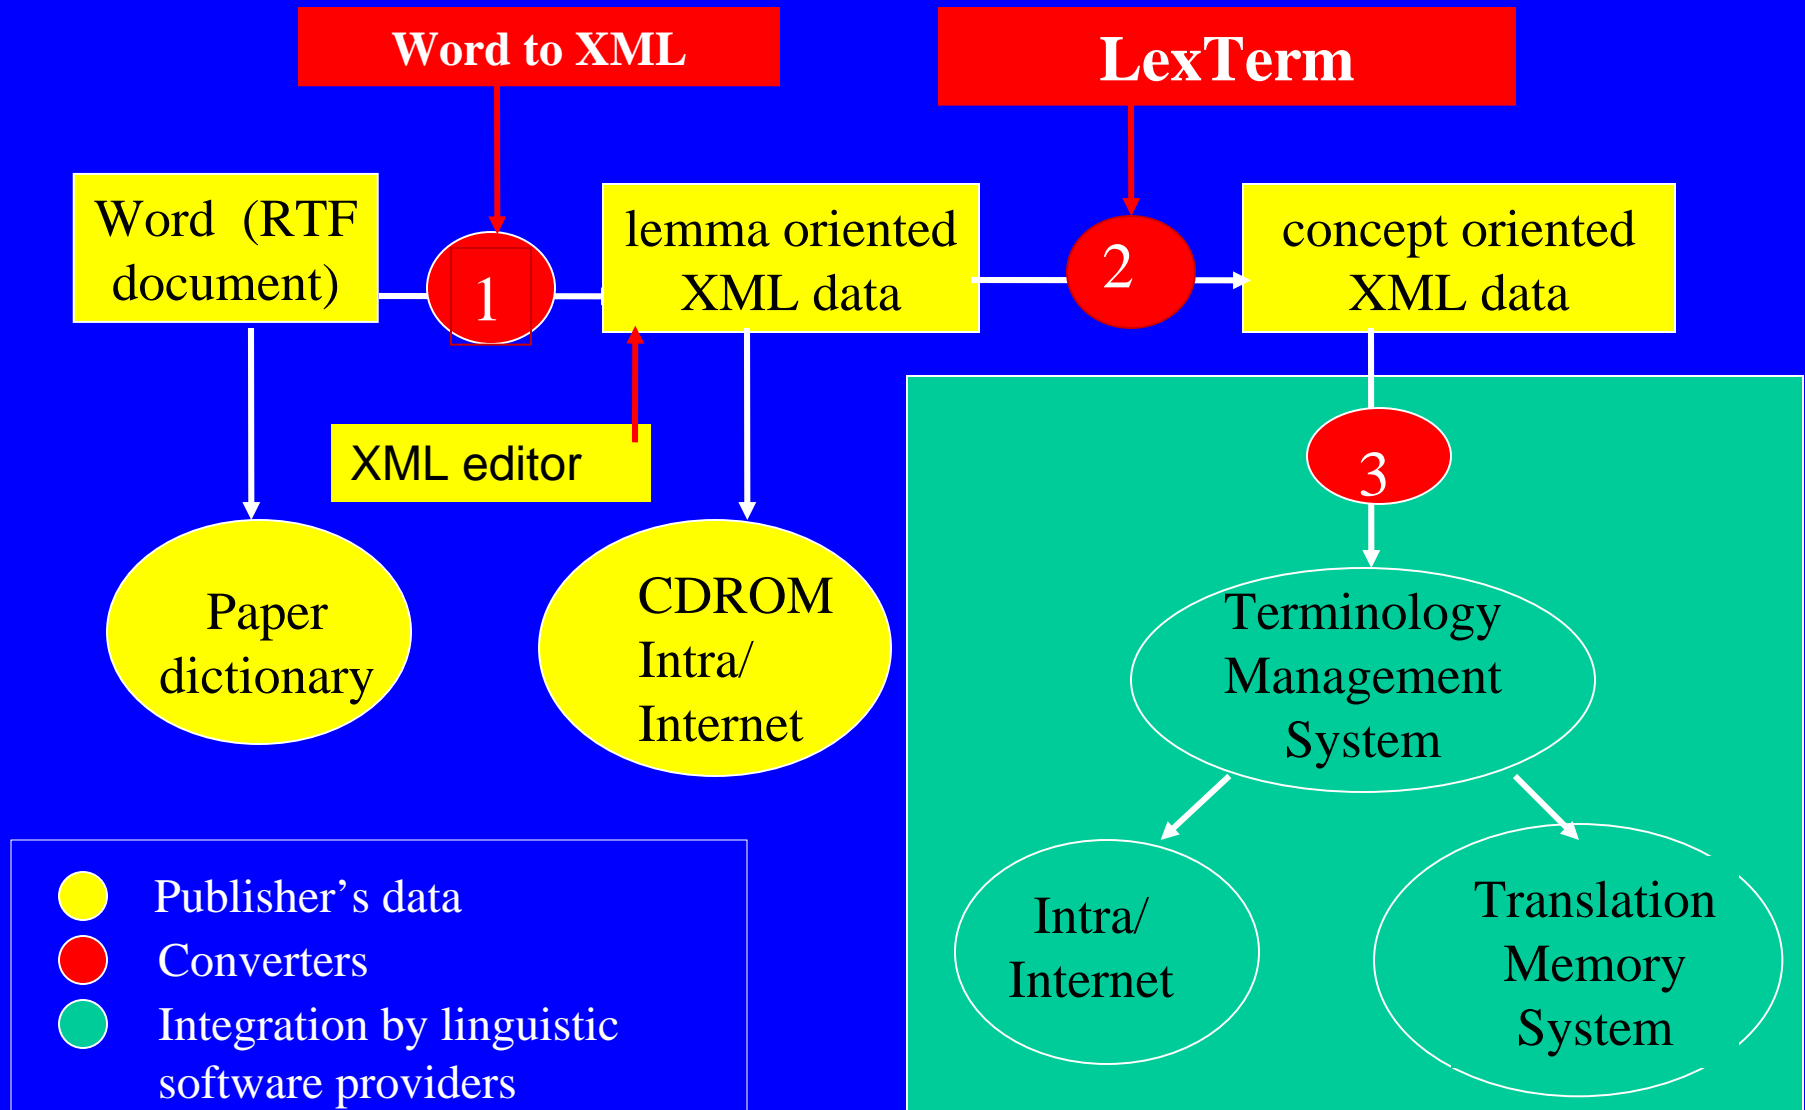 Word to XML
LexTerm
Word (RTF
document)
1
lemma oriented
XML data
2
concept oriented
XML data
XML editor
3
Paper
dictionary
CDROM
Intra/
Internet
Terminology
Management
System
Intra/
Internet
Translation
Memory
System
Publisher’s data
Converters
Integration by linguistic
software providers